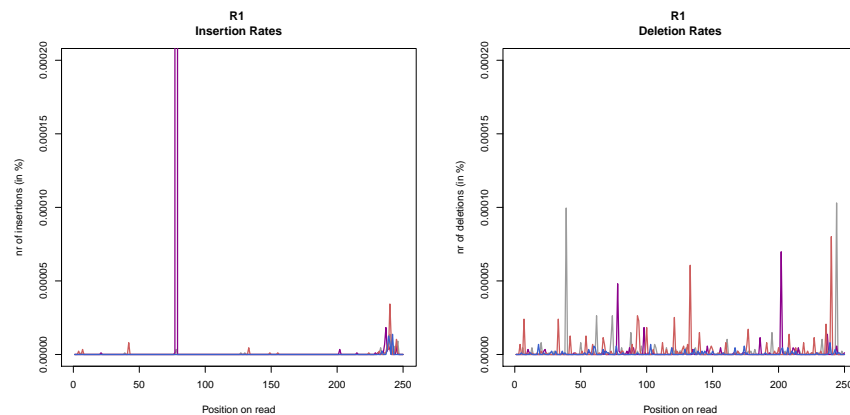 R1
Insertion Rates
nr of insertions (in %)
0.00020
0.00015
0.00010
0.00005
0.00000
0 50 100 150 200 250
Position on read
R1
Deletion Rates
nr of deletions (in %)
0.00020
0.00015
0.00010
0.00005
0.00000
0 50 100 150 200 250
Position on read